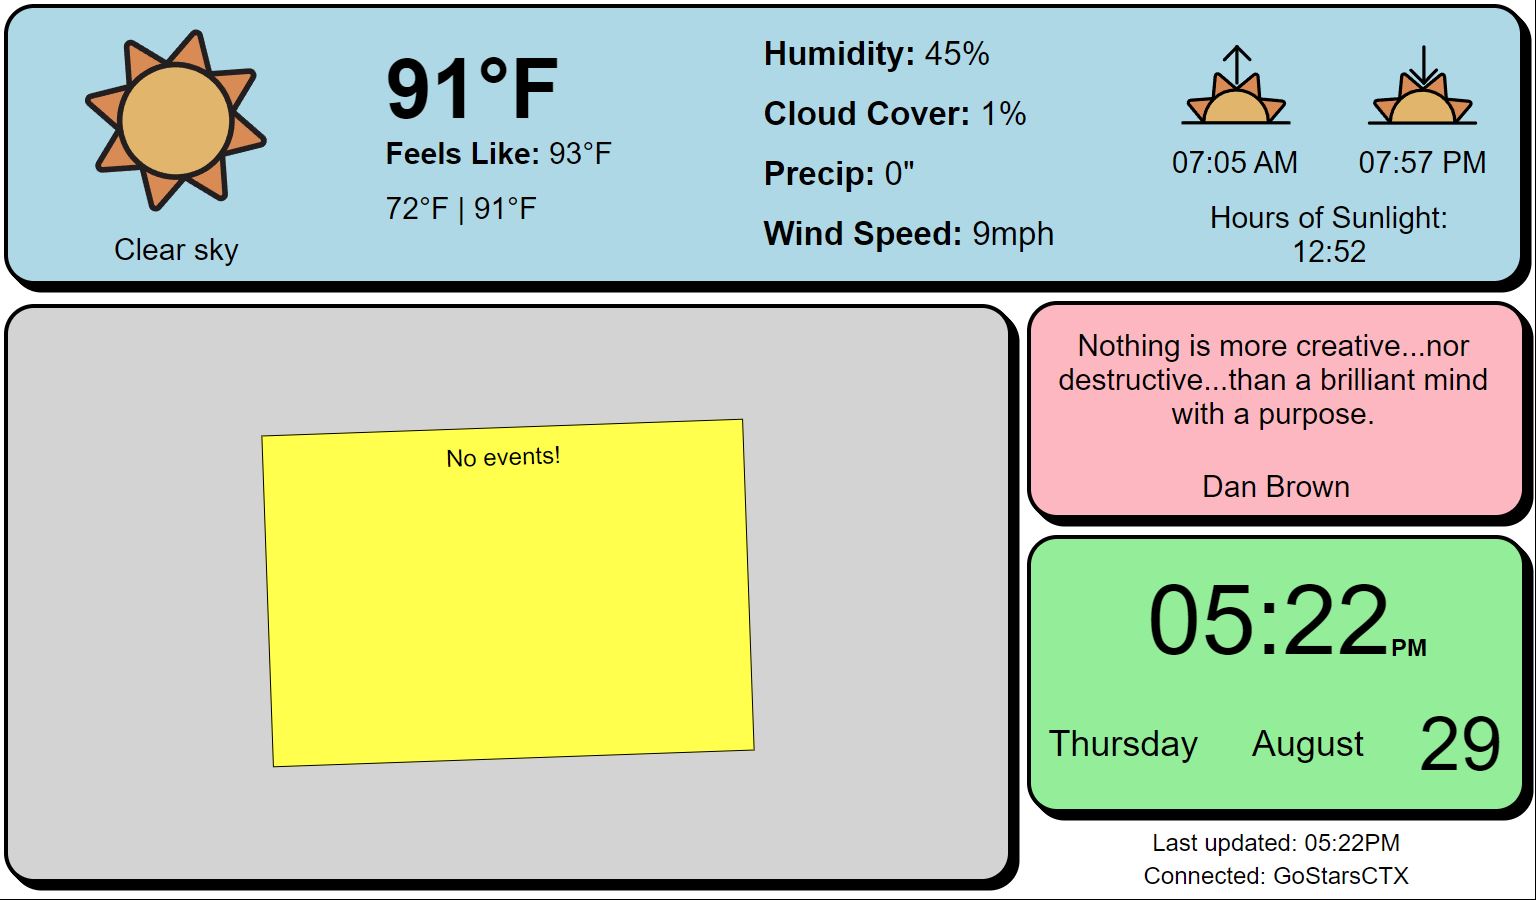 91°F
Feels Like: 93°F
72°F | 91°F
Clear sky
Humidity: 45%
Cloud Cover: 1%
Precip: 0"
Wind Speed: 9mph
07:05 AM
07:57 PM
Hours of Sunlight:
12:52
No events!
Nothing is more creative...nor
destructive...than a brilliant mind
with a purpose.
Dan Brown
05:22PM
Thursday August 29
Last updated: 05:22PM
Connected: GoStarsCTX